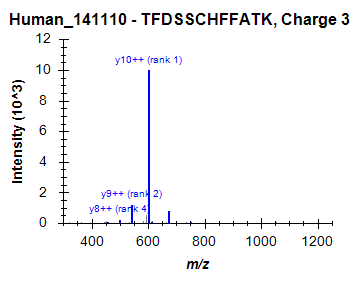 Human_141110 - TFDSSCHFFATK, Charge 3
12
10
8
6
4
2
0
Intensity (10^3)
y10++ (rank 1)
y9++ (rank 2)
y8++ (rank 4)
400 600 800 1000 1200
m/z